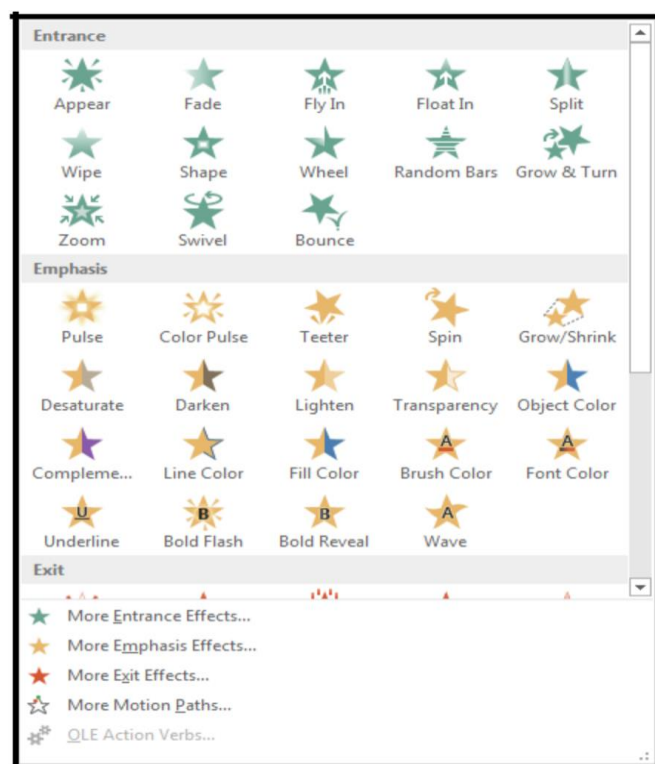 Entrance
Appear Fade Fly In Float In Split
Wipe Shape Wheel Random Bars Grow & Turn
Zoom Swivel Bounce
Emphasis
Pulse Color Pulse Teeter Spin Grow/Shrink
Desaturate Darken Lighten Transparency Object Color
Compleme... Line Color Fill Color Brush Color Font Color
Underline Bold Flash Bold Reveal Wave
Exit
More Entrance Effects...
More Emphasis Effects...
More Exit Effects...
More Motion Paths...
OLE Action Verbs...